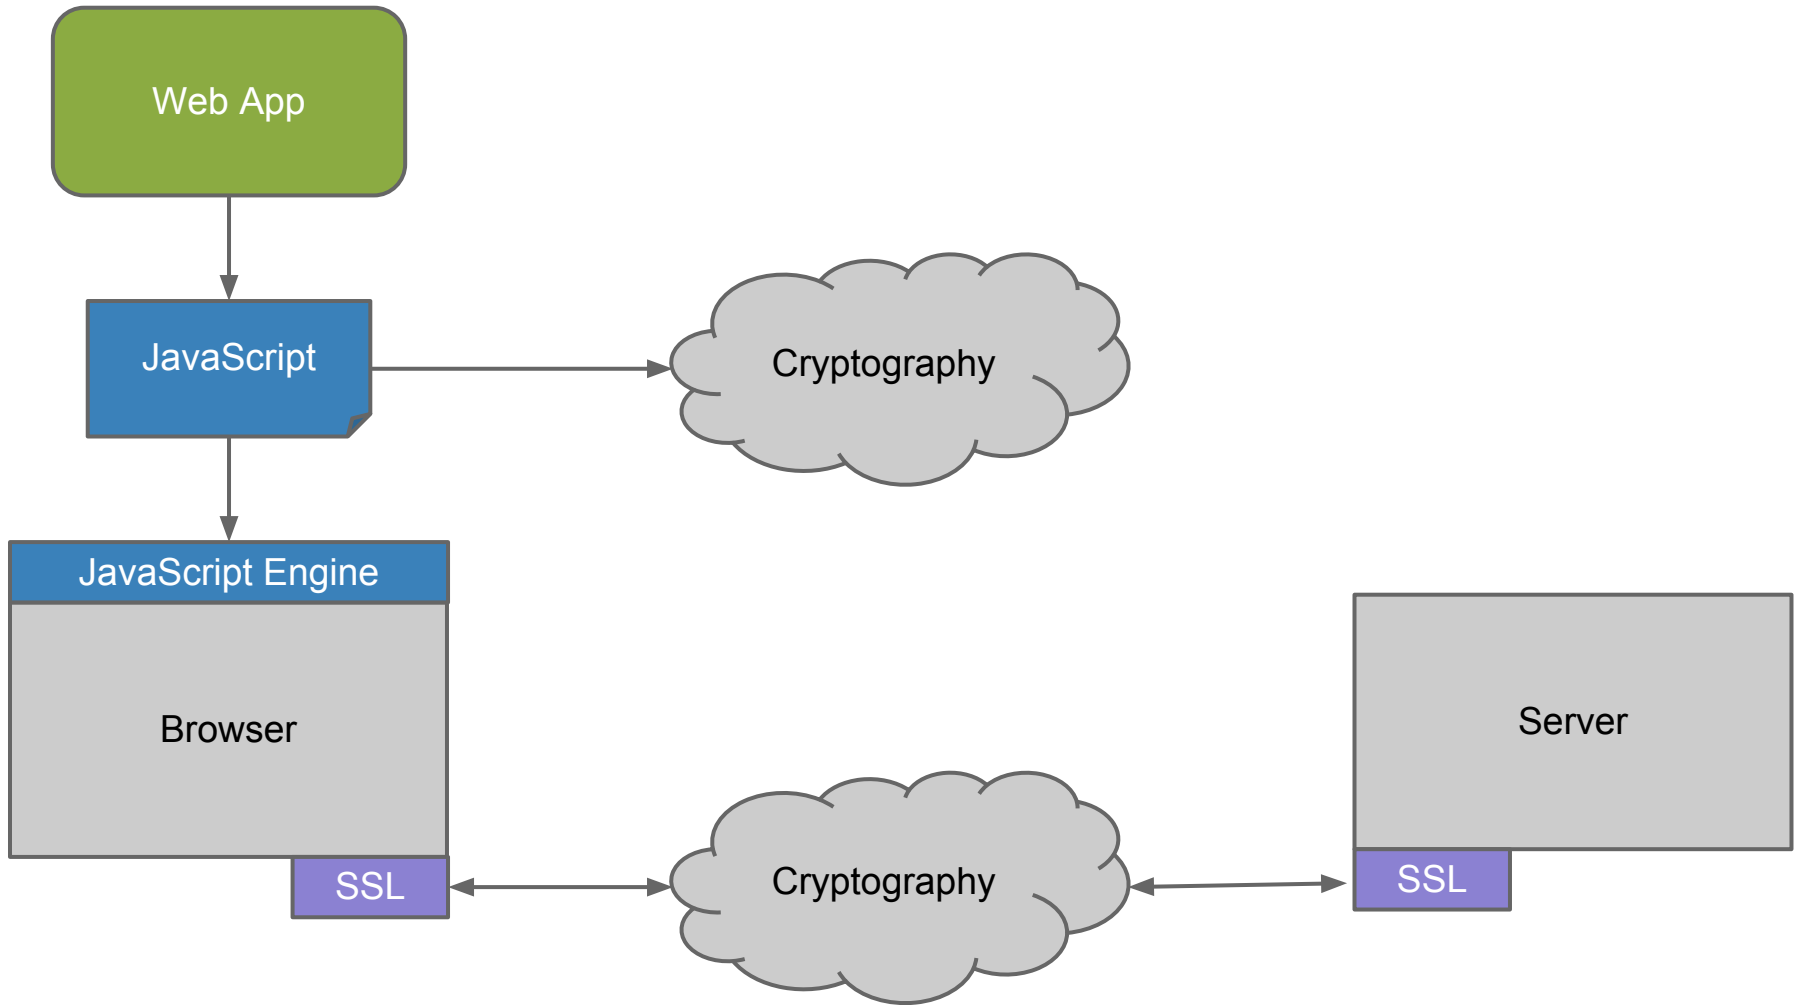 Web App
JavaScript
Cryptography
JavaScript Engine
Browser
Server
SSL
Cryptography
SSL